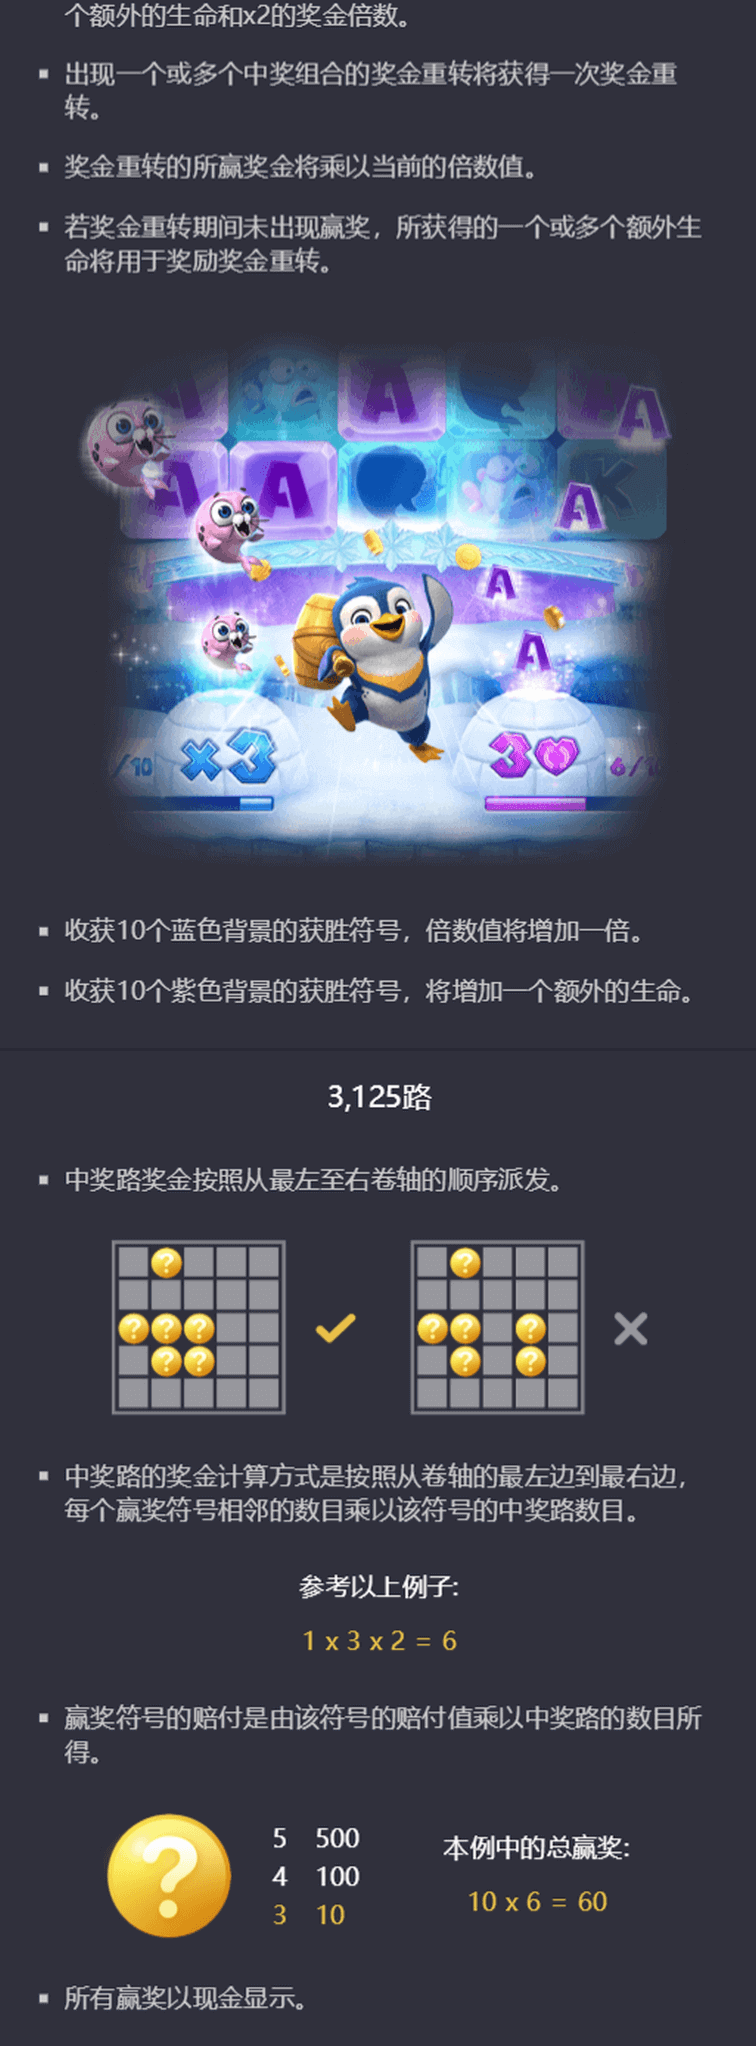 个额外的生命和x2的奖金倍数。
出现一个或多个中奖组合的奖金重转将获得一次奖金重
转。
奖金重转的所赢奖金将乘以当前的倍数值。
若奖金重转期间未出现赢奖，所获得的一个或多个额外生
命将用于奖励奖金重转。
A
A
A
A
A
K
A
A
A
/10
x3
3
6/1
收获10个蓝色背景的获胜符号，倍数值将增加一倍。
收获10个紫色背景的获胜符号，将增加一个额外的生命。
3,125路
中奖路奖金按照从最左至右卷轴的顺序派发。
?
?
? ? ?
? ?
? ?
? ?
?
?
中奖路的奖金计算方式是按照从卷轴的最左边到最右边，
每个赢奖符号相邻的数目乘以该符号的中奖路数目。
参考以上例子:
1 x 3 x 2 = 6
赢奖符号的赔付是由该符号的赔付值乘以中奖路的数目所
得。
?
5 500
4 100
3 10
本例中的总赢奖:
10 x 6 = 60
所有赢奖以现金显示。